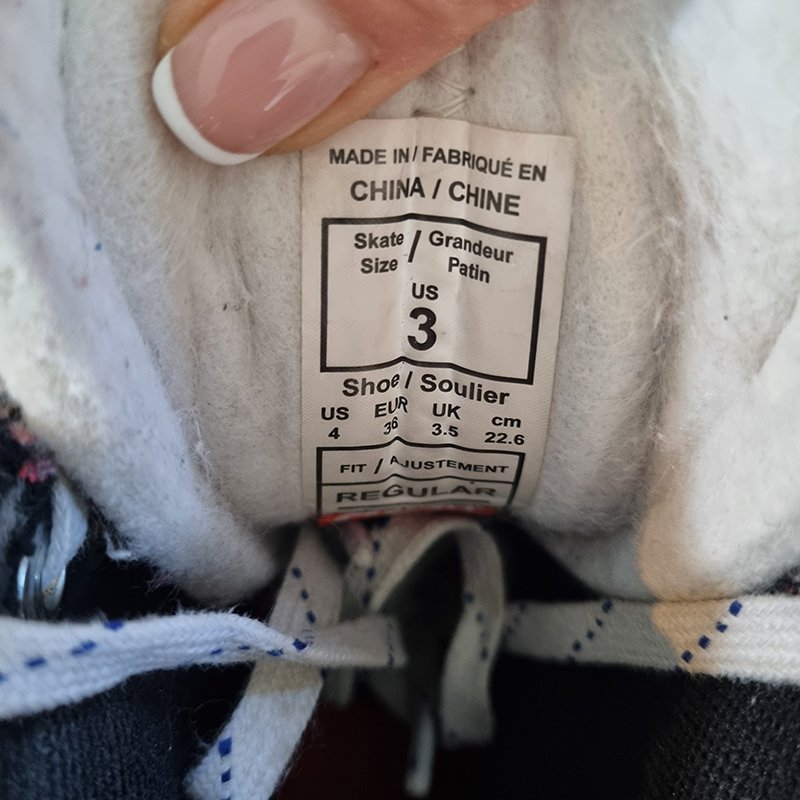 MADE IN / FABRIQUÉ EN
CHINA / CHINE
Skate / Grandeur
Size Patin
US
3
Shoe / Soulier
US EUR UK cm
4 36 3.5 22.6
FIT / AJUSTEMENT
REGULAR